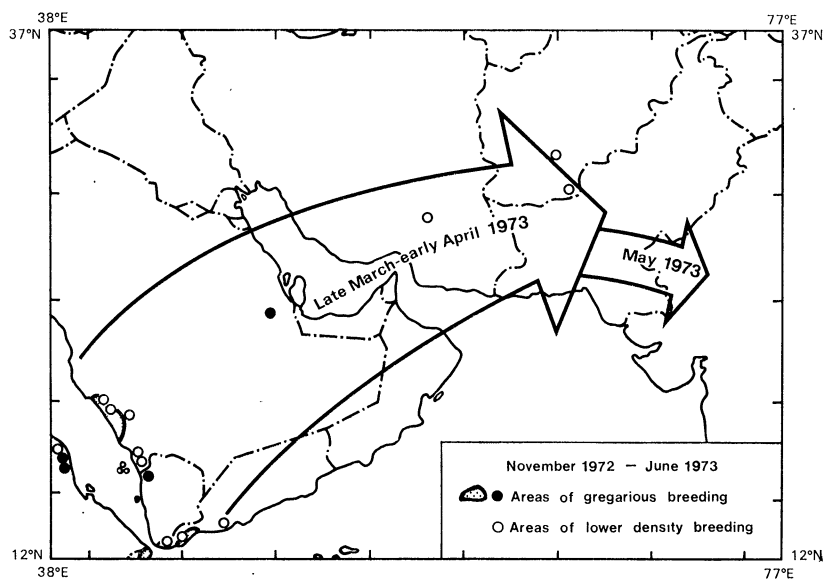 38°E 77°E
37°N 37°N
Late March-early April 1973
May 1973
November 1972 – June 1973
Areas of gregarious breeding
Areas of lower density breeding
12°N 12°N
38°E 77°E